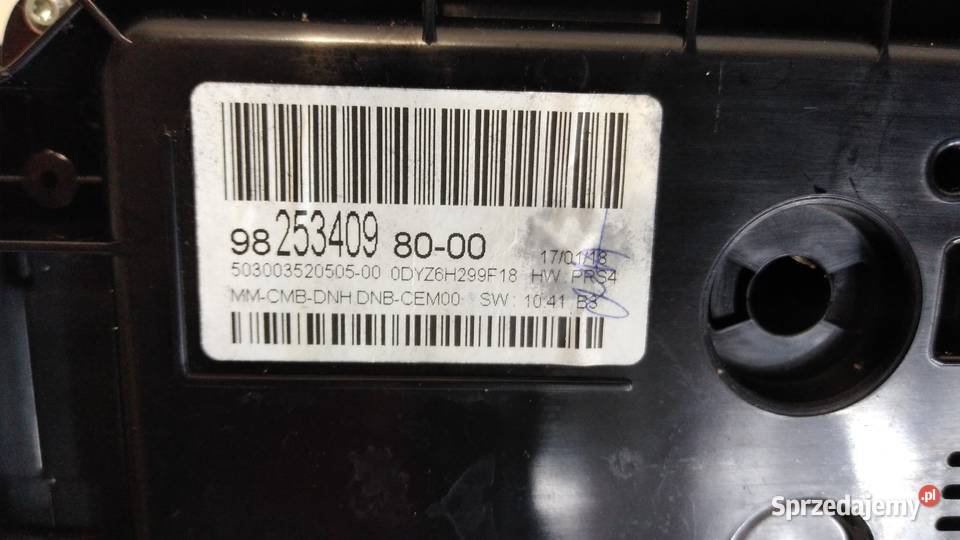 98 253409 80-00
17/01/18
503003520505-00 0DYZ6H299F18 HW: PRS4
MM-CMB-DNH DNB-CEM00 SW: 10.41 B3
Sprzedajemy.pl